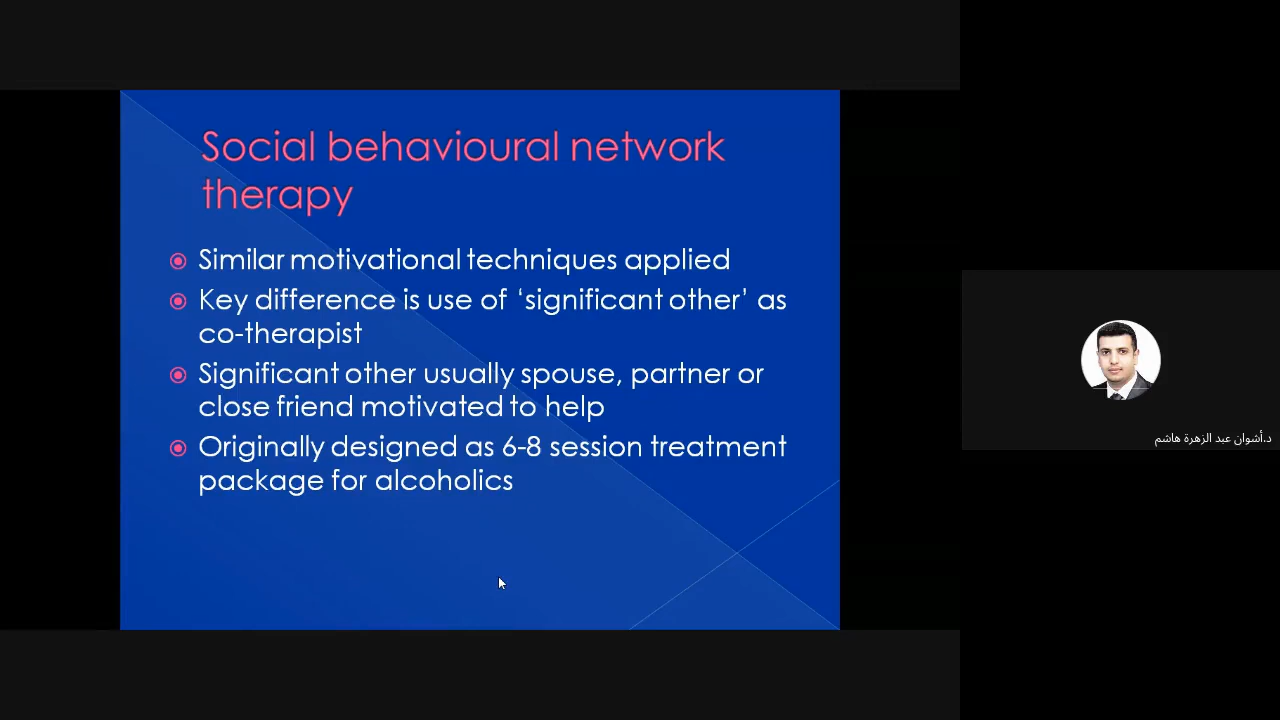 Social behavioural network
therapy
Similar motivational techniques applied
Key difference is use of ‘significant other’ as
co-therapist
Significant other usually spouse, partner or
close friend motivated to help
Originally designed as 6-8 session treatment
package for alcoholics
د.أشوان عبد الزهرة هاشم